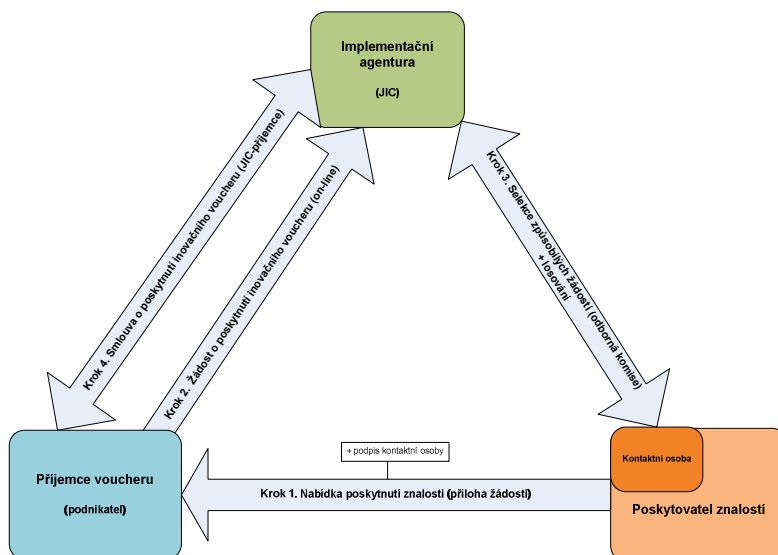 Implementační
agentura
(JIC)
Krok 4. Smlouva o poskytnutí inovačního voucheru (JIC-příjemce)
Krok 2. Žádost o poskytnutí inovačního voucheru (on-line)
Krok 3. Selekce způsobilých žádostí (odborná komise)
+ losování
Příjemce voucheru
(podnikatel)
+ podpis kontaktní osoby
Krok 1. Nabídka poskytnutí znalosti (příloha žádosti)
Kontaktní osoba
Poskytovatel znalostí